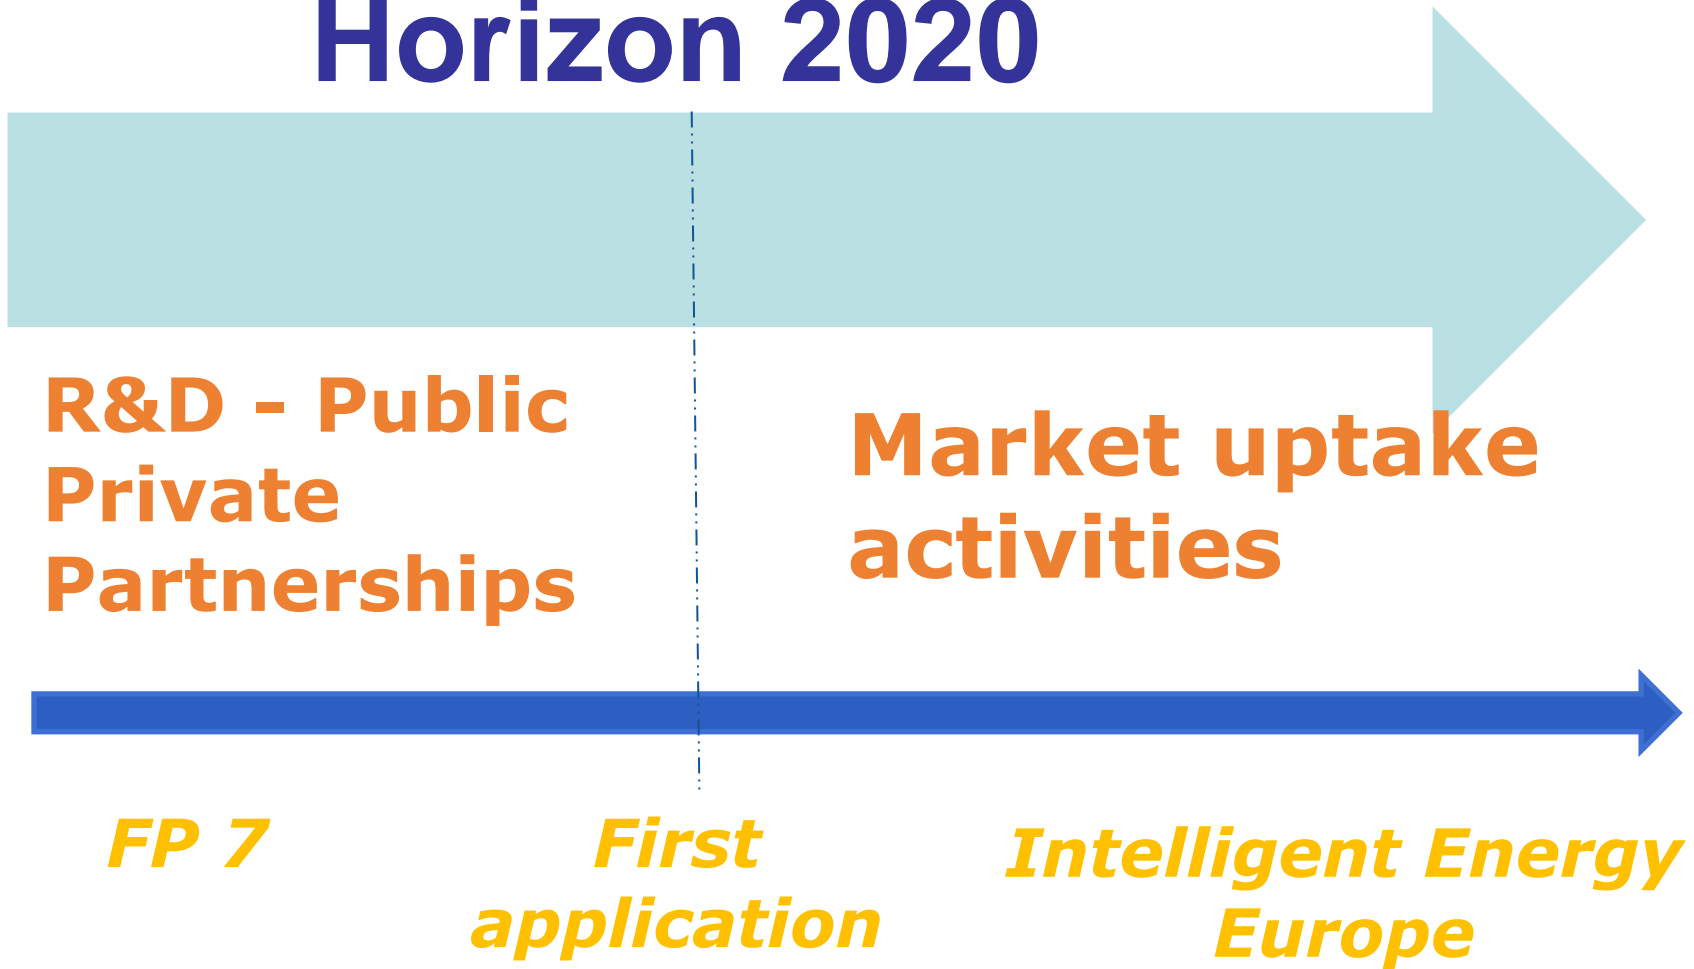 Horizon 2020
R&D - Public
Private
Partnerships
Market uptake
activities
FP 7
First
application
Intelligent Energy
Europe